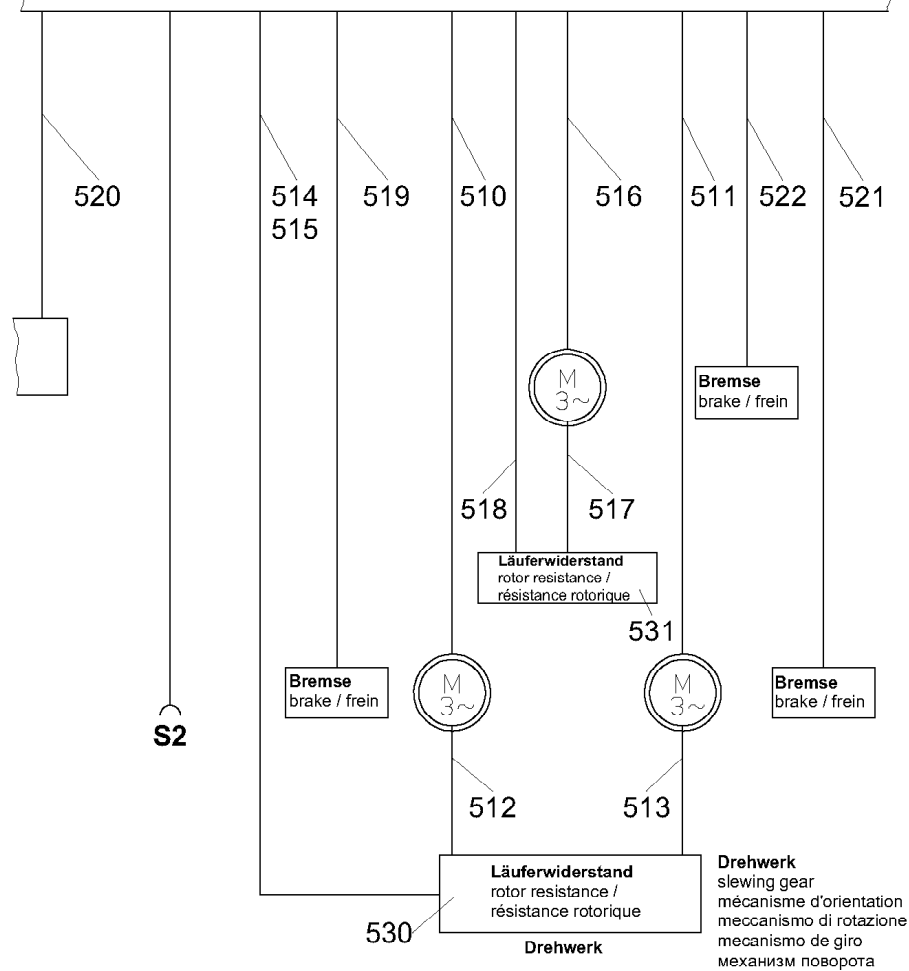 520
514
515
519
510
516
511
522
521
M
3~
Bremse
brake / frein
518
517
Läuferwiderstand
rotor resistance /
résistance rotorique
531
Bremse
brake / frein
M
3~
M
3~
Bremse
brake / frein
S2
512
513
Läuferwiderstand
rotor resistance /
résistance rotorique
530
Drehwerk
Drehwerk
slewing gear
mécanisme d'orientation
meccanismo di rotazione
mecanismo de giro
механизм поворота